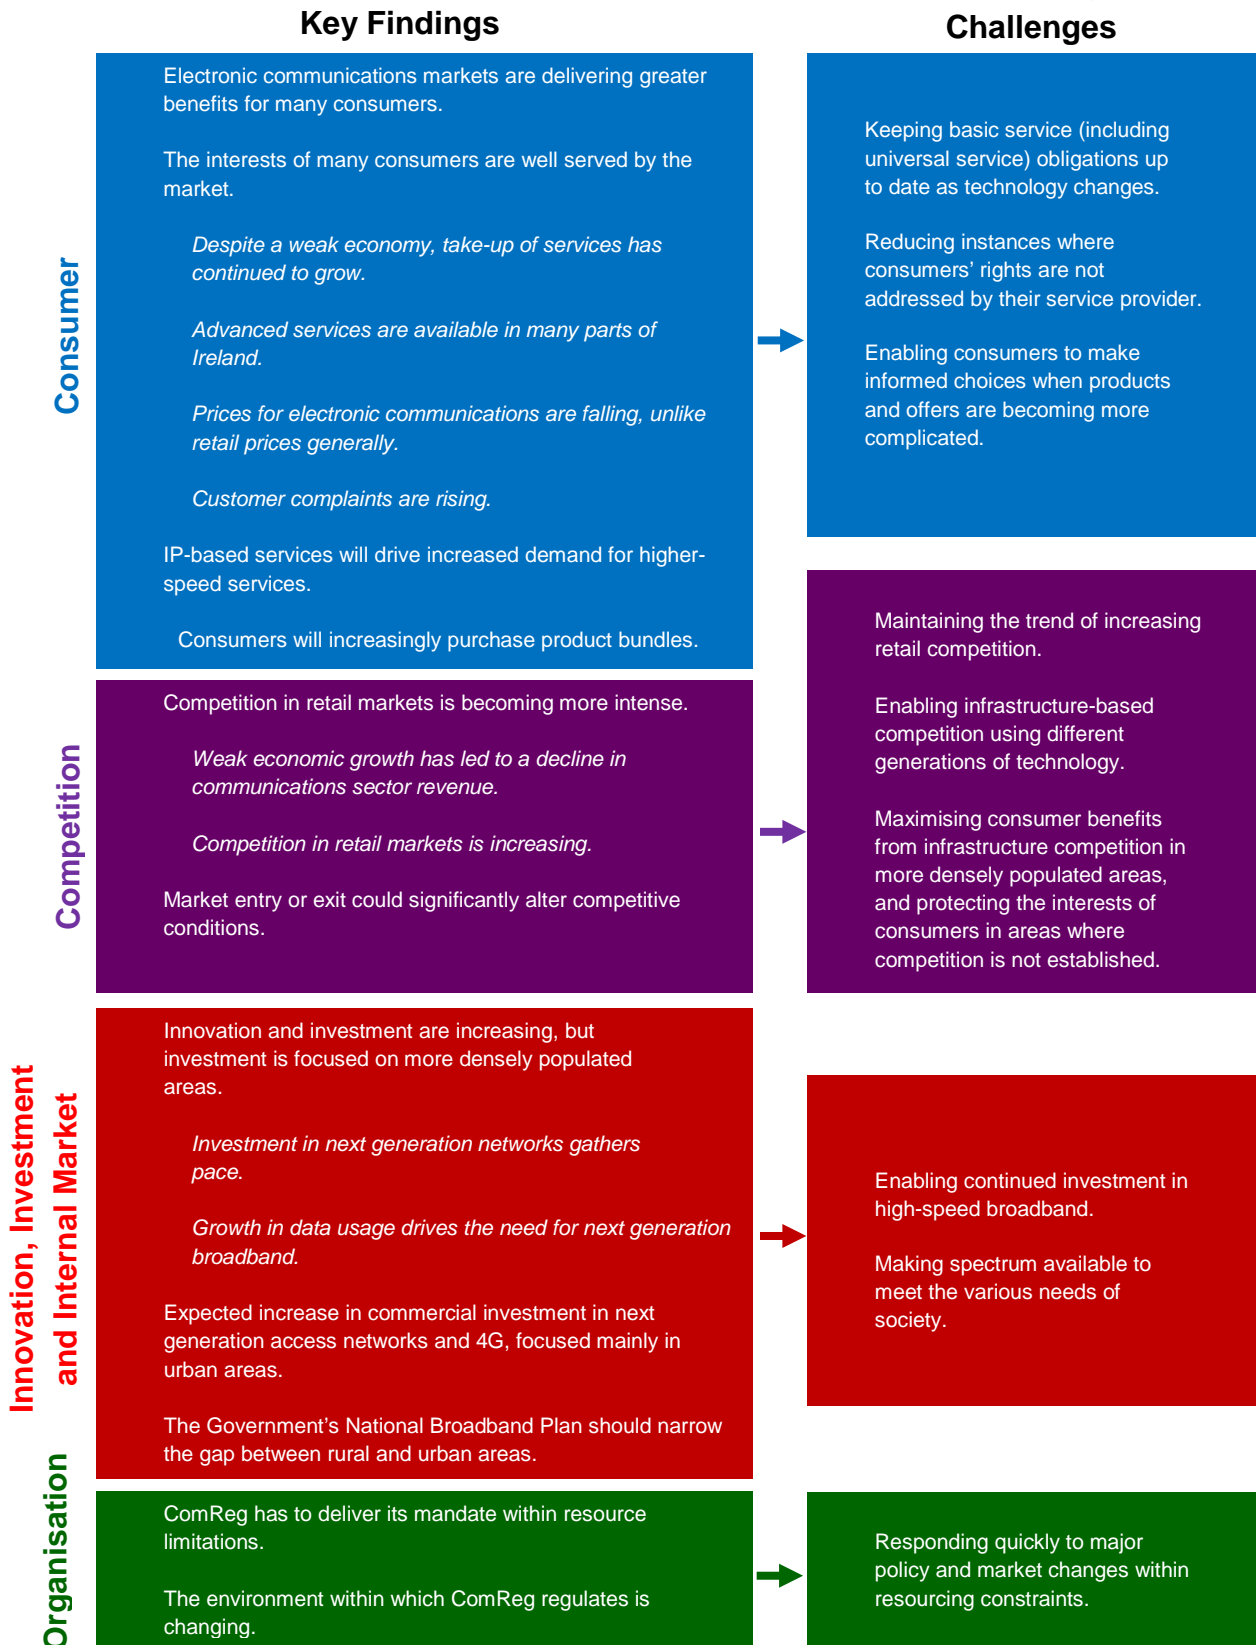 Key Findings
Challenges
Consumer
Electronic communications markets are delivering greater
benefits for many consumers.
The interests of many consumers are well served by the
market.
Despite a weak economy, take-up of services has
continued to grow.
Advanced services are available in many parts of
Ireland.
Prices for electronic communications are falling, unlike
retail prices generally.
Customer complaints are rising.
IP-based services will drive increased demand for higher-
speed services.
Consumers will increasingly purchase product bundles.
Keeping basic service (including
universal service) obligations up
to date as technology changes.
Reducing instances where
consumers’ rights are not
addressed by their service provider.
Enabling consumers to make
informed choices when products
and offers are becoming more
complicated.
Competition
Competition in retail markets is becoming more intense.
Weak economic growth has led to a decline in
communications sector revenue.
Competition in retail markets is increasing.
Market entry or exit could significantly alter competitive
conditions.
Maintaining the trend of increasing
retail competition.
Enabling infrastructure-based
competition using different
generations of technology.
Maximising consumer benefits
from infrastructure competition in
more densely populated areas,
and protecting the interests of
consumers in areas where
competition is not established.
Innovation, Investment
and Internal Market
Innovation and investment are increasing, but
investment is focused on more densely populated
areas.
Investment in next generation networks gathers
pace.
Growth in data usage drives the need for next generation
broadband.
Expected increase in commercial investment in next
generation access networks and 4G, focused mainly in
urban areas.
The Government’s National Broadband Plan should narrow
the gap between rural and urban areas.
Enabling continued investment in
high-speed broadband.
Making spectrum available to
meet the various needs of
society.
Organisation
ComReg has to deliver its mandate within resource
limitations.
The environment within which ComReg regulates is
changing.
Responding quickly to major
policy and market changes within
resourcing constraints.